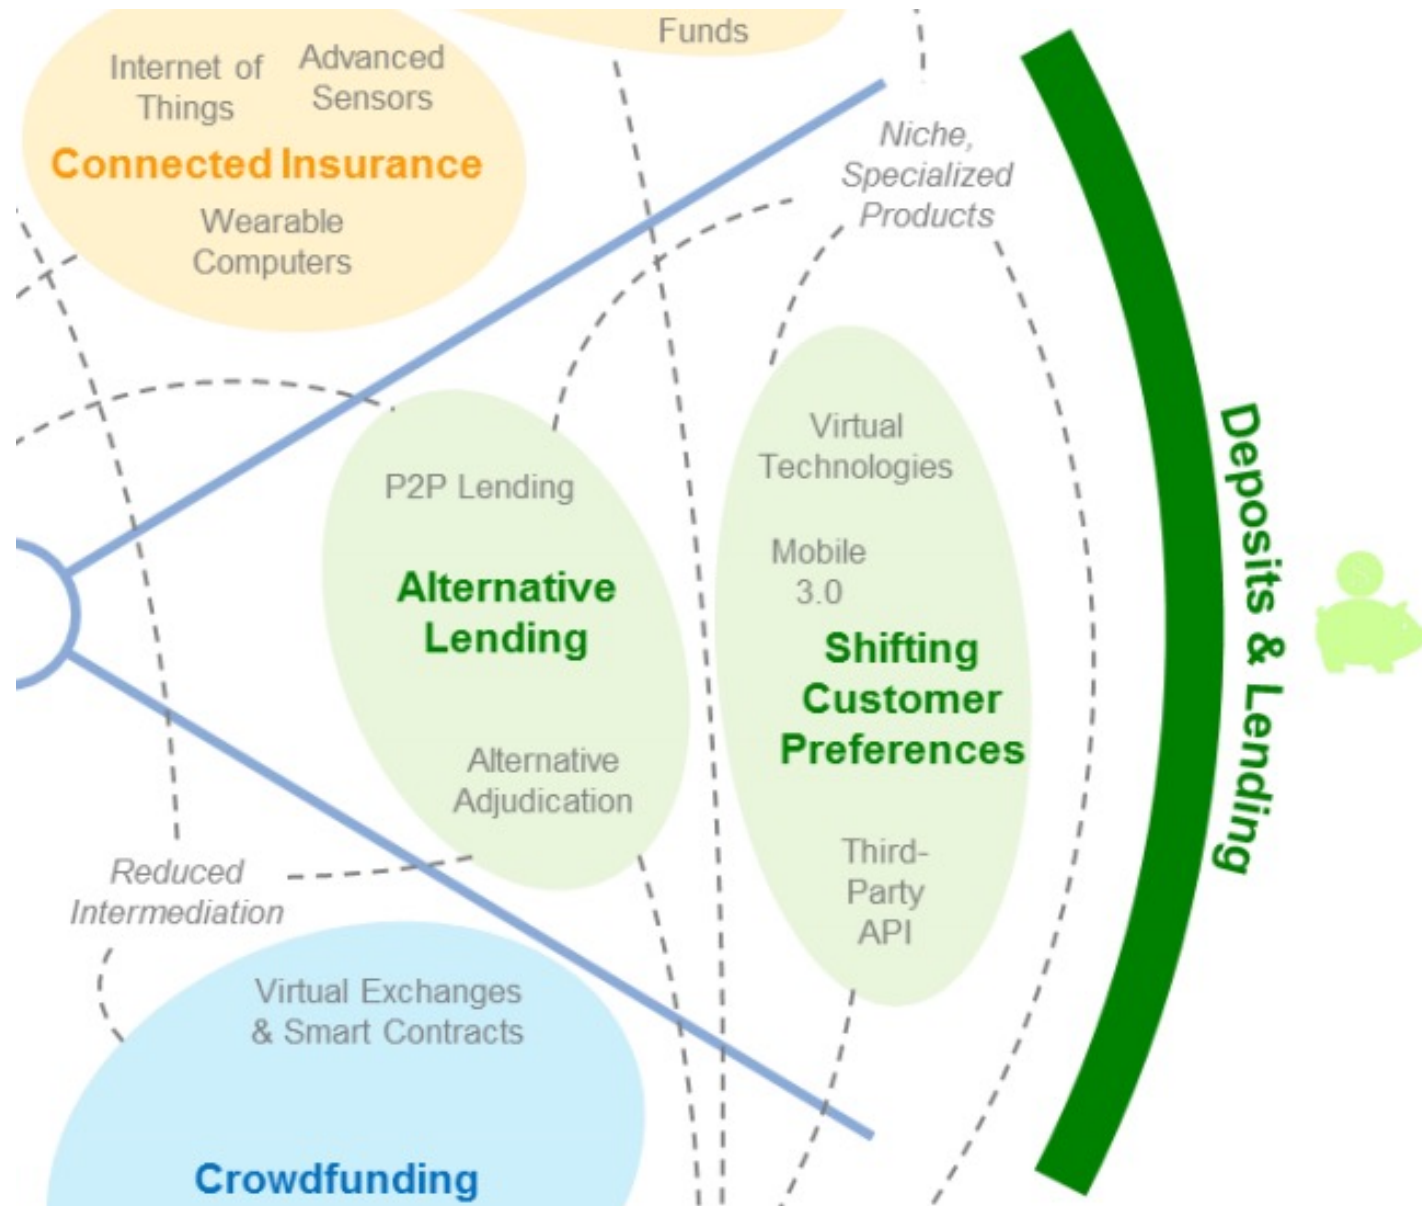 Funds
Internet of
Things
Advanced
Sensors
Connected Insurance
Wearable
Computers
Niche,
Specialized
Products
P2P Lending
Alternative
Lending
Alternative
Adjudication
Virtual
Technologies
Mobile
3.0
Shifting
Customer
Preferences
Third-
Party
API
Deposits & Lending
Reduced
Intermediation
Virtual Exchanges
& Smart Contracts
Crowdfunding